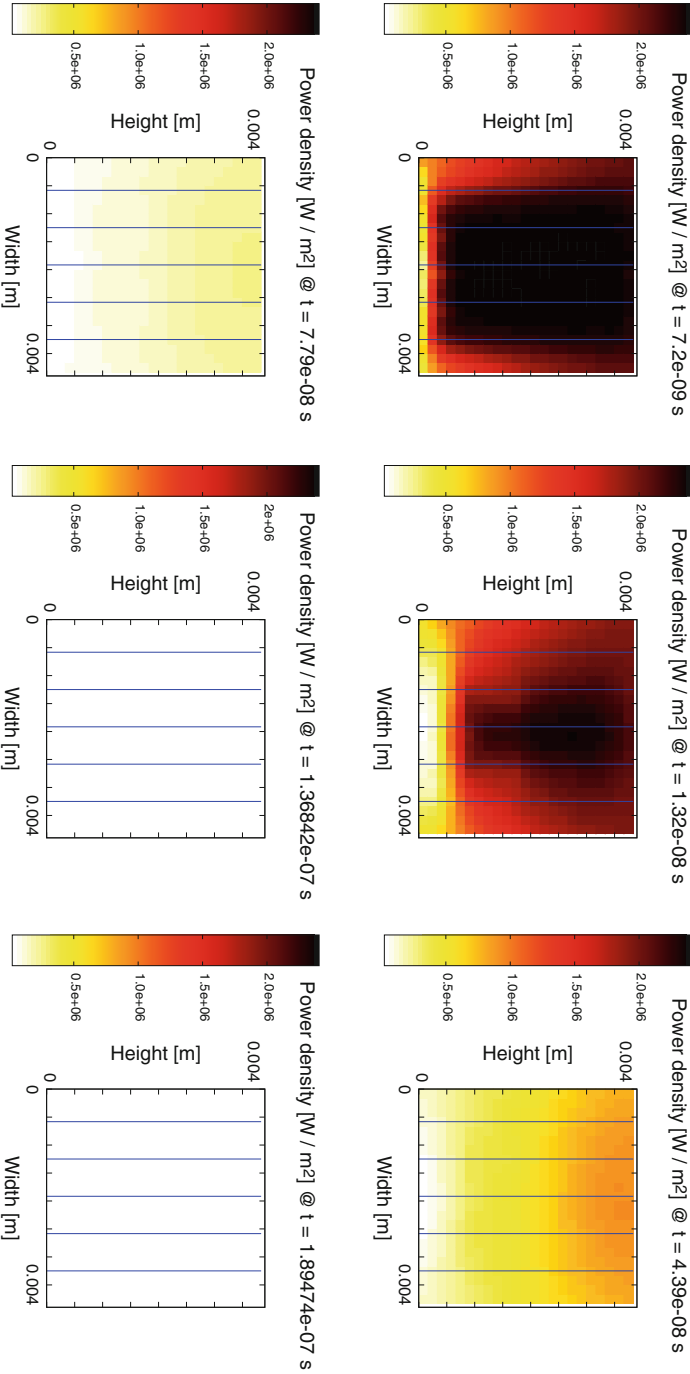 Power density [W / m²] @ t = 7.2e-09 s
0.004
Height [m]
0
0
0.004
Width [m]
0.5e+06
1.0e+06
1.5e+06
2.0e+06
Power density [W / m²] @ t = 1.32e-08 s
0.004
Height [m]
0
0
0.004
Width [m]
0.5e+06
1.0e+06
1.5e+06
2.0e+06
Power density [W / m²] @ t = 4.39e-08 s
0.004
Height [m]
0
0
0.004
Width [m]
0.5e+06
1.0e+06
1.5e+06
2.0e+06
Power density [W / m²] @ t = 7.79e-08 s
0.004
Height [m]
0
0
0.004
Width [m]
0.5e+06
1.0e+06
1.5e+06
2.0e+06
Power density [W / m²] @ t = 1.36842e-07 s
0.004
Height [m]
0
0
0.004
Width [m]
0.5e+06
1.0e+06
1.5e+06
2e+06
Power density [W / m²] @ t = 1.89474e-07 s
0.004
Height [m]
0
0
0.004
Width [m]
0.5e+06
1.0e+06
1.5e+06
2.0e+06